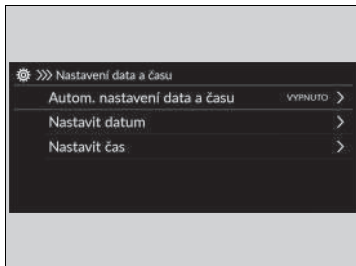 Nastavení data a času
Autom. nastavení data a času VYPNUTO
Nastavit datum
Nastavit čas